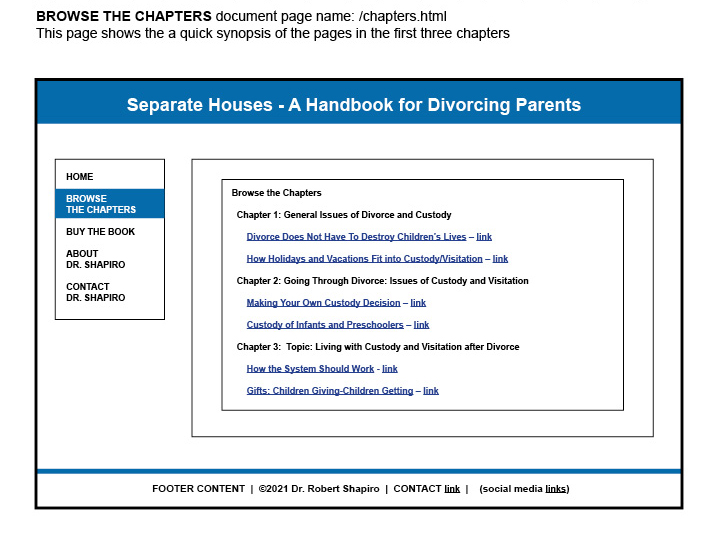 BROWSE THE CHAPTERS document page name: /chapters.html
This page shows the a quick synopsis of the pages in the first three chapters
Separate Houses - A Handbook for Divorcing Parents
HOME
BROWSE
THE CHAPTERS
BUY THE BOOK
ABOUT
DR. SHAPIRO
CONTACT
DR. SHAPIRO
Browse the Chapters
Chapter 1: General Issues of Divorce and Custody
Divorce Does Not Have To Destroy Children's Lives – link
How Holidays and Vacations Fit into Custody/Visitation – link
Chapter 2: Going Through Divorce: Issues of Custody and Visitation
Making Your Own Custody Decision – link
Custody of Infants and Preschoolers – link
Chapter 3:  Topic: Living with Custody and Visitation after Divorce
How the System Should Work - link
Gifts: Children Giving-Children Getting – link
FOOTER CONTENT  |  ©2021 Dr. Robert Shapiro  |  CONTACT link  |   (social media links)